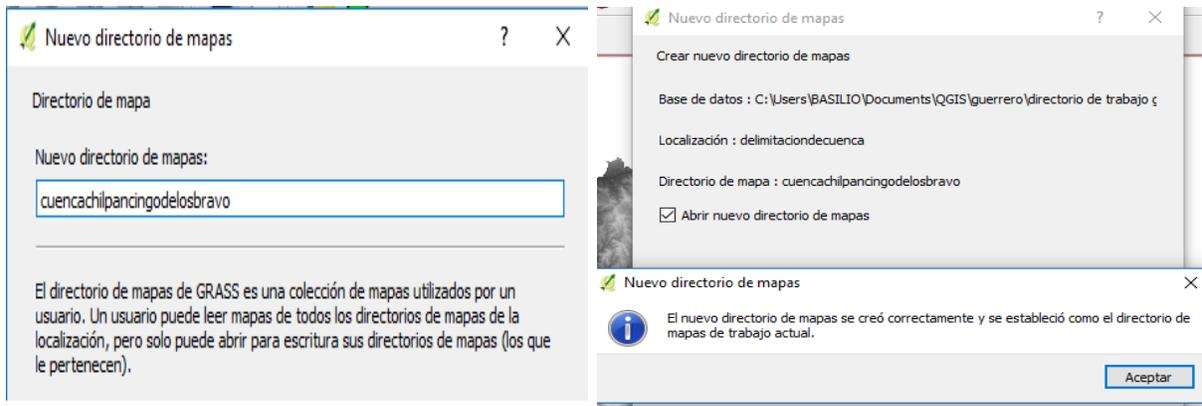 Nuevo directorio de mapas
Directorio de mapa
Nuevo directorio de mapas:
cuencachilpancingodelosbravo
El directorio de mapas de GRASS es una colección de mapas utilizados por un
usuario. Un usuario puede leer mapas de todos los directorios de mapas de la
localización, pero solo puede abrir para escritura sus directorios de mapas (los que
le pertenecen).
Nuevo directorio de mapas
Crear nuevo directorio de mapas
Base de datos : C:\Users\BASILIO\Documents\QGIS\guerrero\directorio de trabajo g
Localización : delimitaciondecuenca
Directorio de mapa : cuencachilpancingodelosbravo
Abrir nuevo directorio de mapas
Nuevo directorio de mapas
El nuevo directorio de mapas se creó correctamente y se estableció como el directorio de
mapas de trabajo actual.
Aceptar